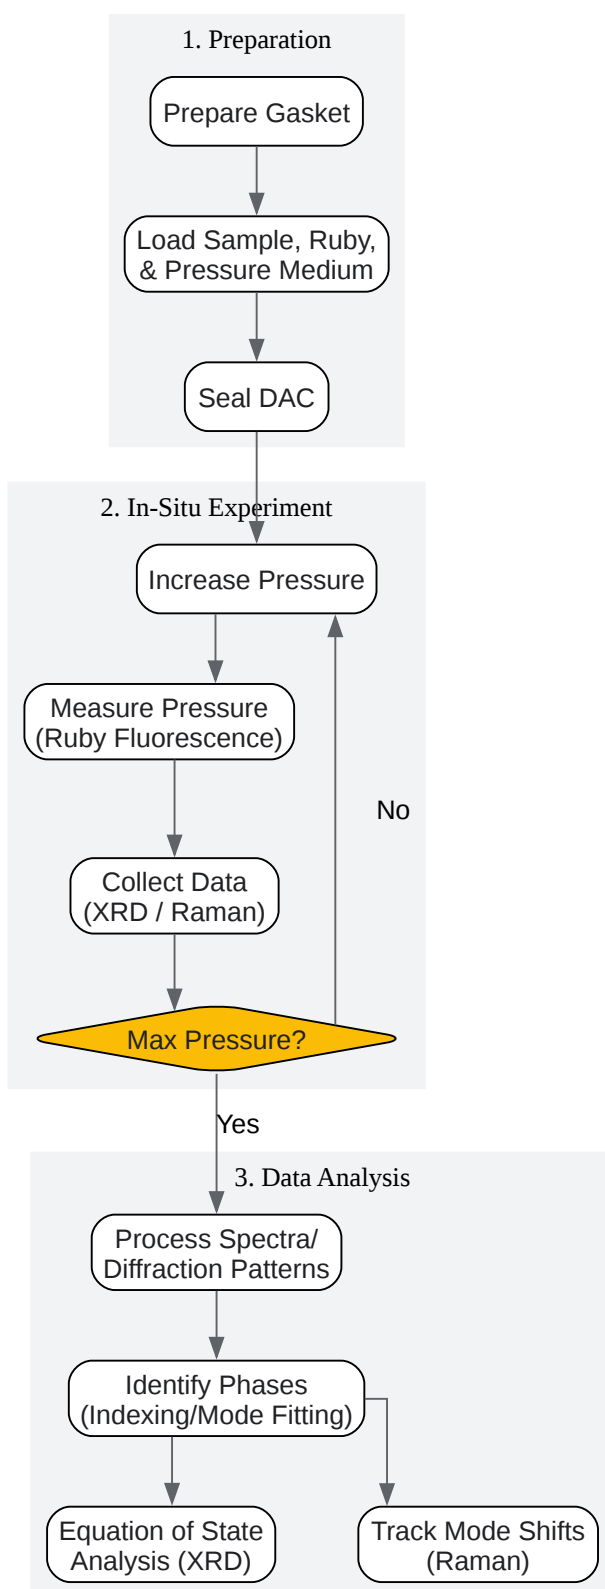 1. Preparation
Prepare Gasket
Load Sample, Ruby,
& Pressure Medium
Seal DAC
2. In-Situ Experiment
Increase Pressure
Measure Pressure
(Ruby Fluorescence)
No
Collect Data
(XRD / Raman)
Max Pressure?
Yes
3. Data Analysis
Process Spectra/
Diffraction Patterns
Identify Phases
(Indexing/Mode Fitting)
Equation of State
Analysis (XRD)
Track Mode Shifts
(Raman)